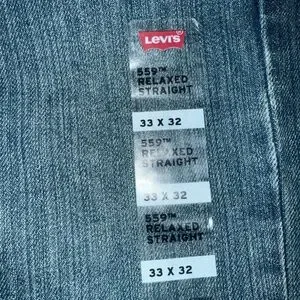 Levi's
559™
RELAXED
STRAIGHT
33 X 32
559™
RELAXED
STRAIGHT
33 X 32
559™
RELAXED
STRAIGHT
33 X 32